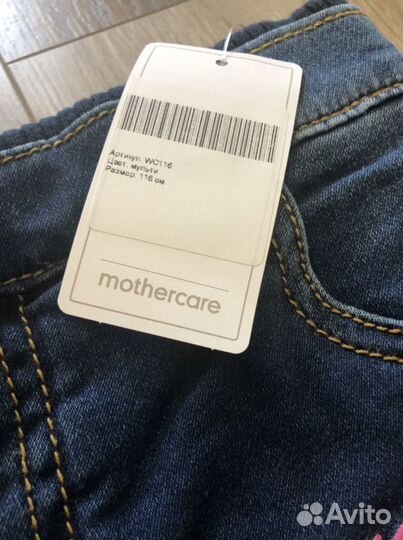 Артикул: WC116
Цвет: мульти
Размер: 116 см
mothercare
Avito